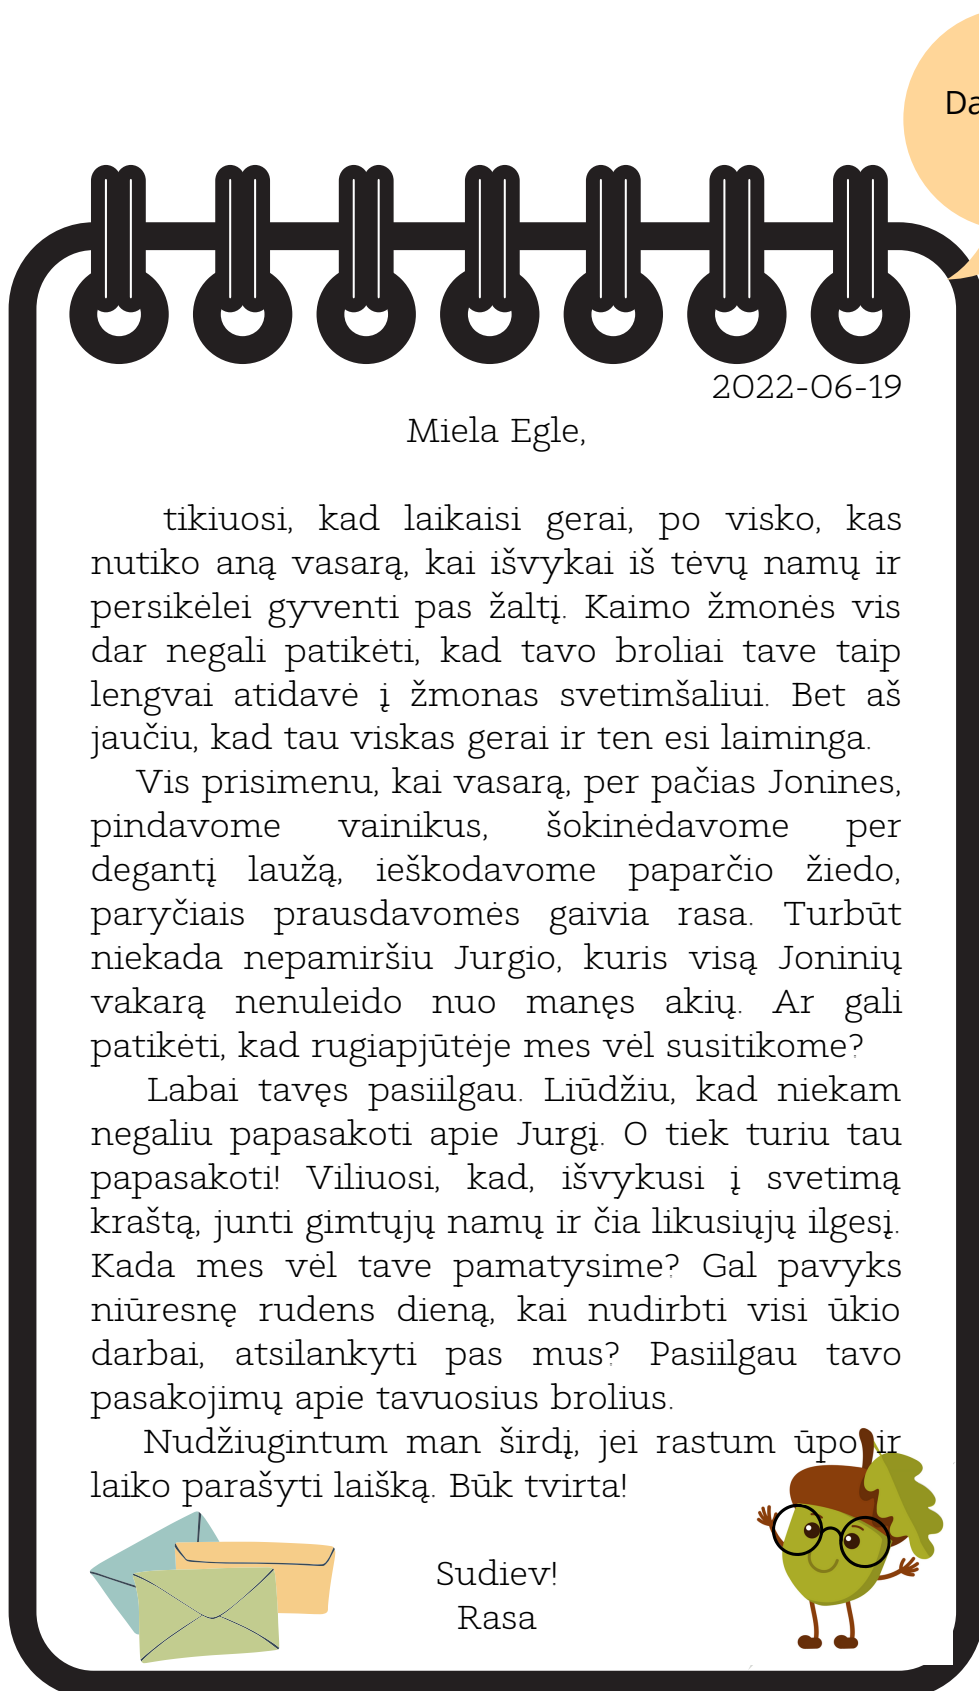 2022-06-19
Miela Egle,
tikiuosi, kad laikaisi gerai, po visko, kas
nutiko aną vasarą, kai išvykai iš tėvų namų ir
persikėlei gyventi pas žaltį. Kaimo žmonės vis
dar negali patikėti, kad tavo broliai tave taip
lengvai atidavė į žmonas svetimšaliui. Bet aš
jaučiu, kad tau viskas gerai ir ten esi laiminga.
Vis prisimenu, kai vasarą, per pačias Jonines,
pindavome vainikus, šokinėdavome per
degantį laužą, ieškodavome paparčio žiedo,
paryčiais prausdavomės gaivia rasa. Turbūt
niekada nepamiršiu Jurgio, kuris visą Joninių
vakarą nenuleido nuo manęs akių. Ar gali
patikėti, kad rugiapjūtėje mes vėl susitikome?
Labai tavęs pasiilgau. Liūdžiu, kad niekam
negaliu papasakoti apie Jurgį. O tiek turiu tau
papasakoti! Viliuosi, kad, išvykusi į svetimą
kraštą, junti gimtųjų namų ir čia likusiųjų ilgesį.
Kada mes vėl tave pamatysime? Gal pavyks
niūresnę rudens dieną, kai nudirbti visi ūkio
darbai, atsilankyti pas mus? Pasiilgau tavo
pasakojimų apie tavuosius brolius.
Nudžiugintum man širdį, jei rastum ūpo ir
laiko parašyti laišką. Būk tvirta!
Sudiev!
Rasa